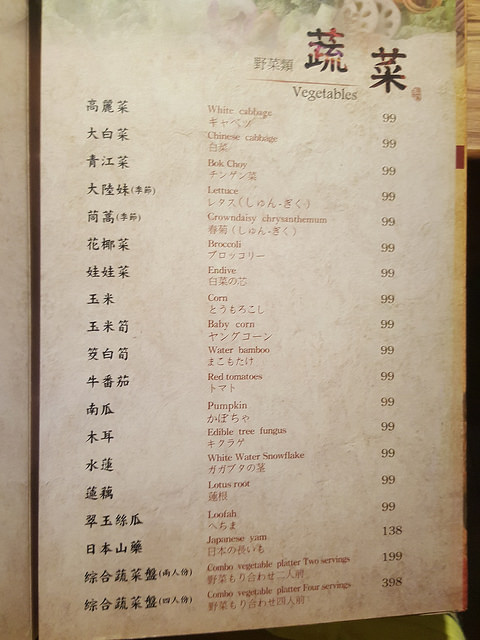 野菜類 蔬菜
Vegetables
高麗菜 White cabbage 99
キャベツ
大白菜 Chinese cabbage 99
白菜
青江菜 Bok Choy 99
チンゲン菜
大陸妹(季節) Lettuce 99
レタス(しゅん-ぎく)
茼蒿(季節) Crowndaisy chrysanthemum 99
春菊(しゅん-ぎく)
花椰菜 Broccoli 99
ブロッコリー
娃娃菜 Endive 99
白菜の芯
玉米 Corn 99
とうもろこし
玉米筍 Baby corn 99
ヤングコーン
筊白筍 Water bamboo 99
まこもたけ
牛番茄 Red tomatoes 99
トマト
南瓜 Pumpkin 99
かぼちゃ
木耳 Edible tree fungus 99
キクラゲ
水蓮 White Water Snowflake 99
ガガブタの茎
蓮藕 Lotus root 99
蓮根
翠玉絲瓜 Loofah 99
へちま
日本山藥 Japanese yam 138
日本の長いも
綜合蔬菜盤(兩人份) Combo vegetable platter Two servings 199
野菜もり合わせ二人前
綜合蔬菜盤(四人份) Combo vegetable platter Four servings 398
野菜もり合わせ四人前